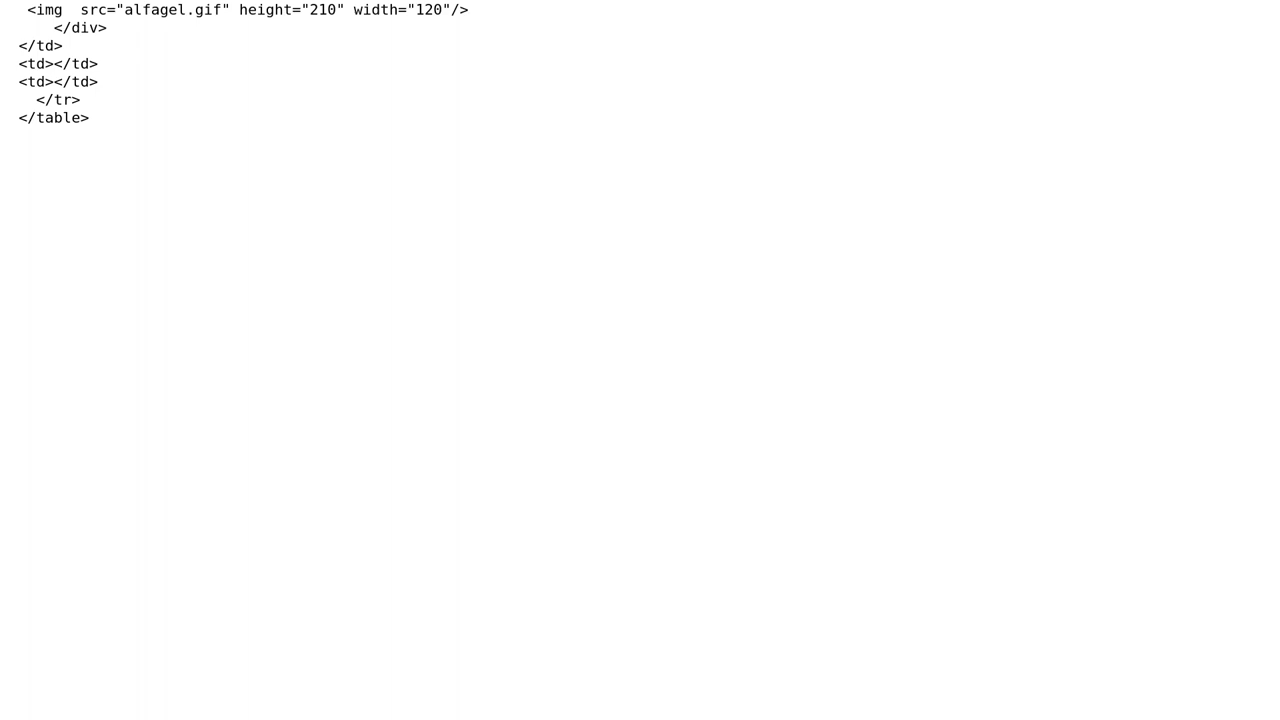 <img  src="alfagel.gif" height="210" width="120"/>
</div>
</td>
<td></td>
<td></td>
</tr>
</table>